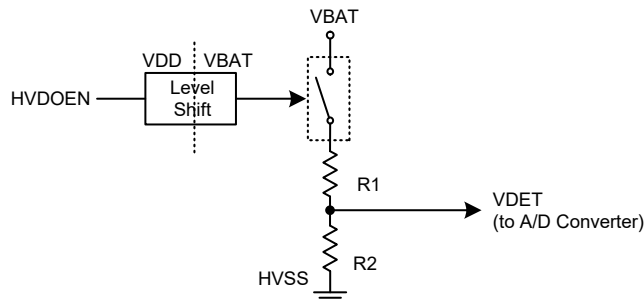 VBAT
VDD VBAT
HVDOEN
Level
Shift
R1
VDET
(to A/D Converter)
R2
HVSS